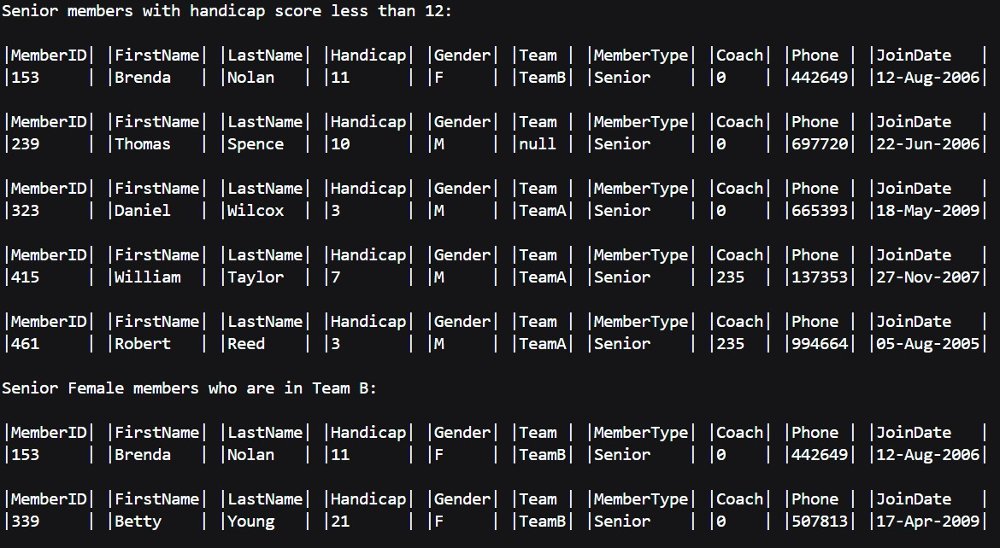 Senior members with handicap score less than 12:
|MemberID| |FirstName| |LastName| |Handicap| |Gender| |Team | |MemberType| |Coach| |Phone | |JoinDate   |
|153     | |Brenda   | |Nolan   | |11      | |F     | |TeamB| |Senior    | |0    | |442649| |12-Aug-2006|
|MemberID| |FirstName| |LastName| |Handicap| |Gender| |Team | |MemberType| |Coach| |Phone | |JoinDate   |
|239     | |Thomas   | |Spence  | |10      | |M     | |null | |Senior    | |0    | |697720| |22-Jun-2006|
|MemberID| |FirstName| |LastName| |Handicap| |Gender| |Team | |MemberType| |Coach| |Phone | |JoinDate   |
|323     | |Daniel   | |Wilcox  | |3       | |M     | |TeamA| |Senior    | |0    | |665393| |18-May-2009|
|MemberID| |FirstName| |LastName| |Handicap| |Gender| |Team | |MemberType| |Coach| |Phone | |JoinDate   |
|415     | |William  | |Taylor  | |7       | |M     | |TeamA| |Senior    | |235  | |137353| |27-Nov-2007|
|MemberID| |FirstName| |LastName| |Handicap| |Gender| |Team | |MemberType| |Coach| |Phone | |JoinDate   |
|461     | |Robert   | |Reed    | |3       | |M     | |TeamA| |Senior    | |235  | |994664| |05-Aug-2005|
Senior Female members who are in Team B:
|MemberID| |FirstName| |LastName| |Handicap| |Gender| |Team | |MemberType| |Coach| |Phone | |JoinDate   |
|153     | |Brenda   | |Nolan   | |11      | |F     | |TeamB| |Senior    | |0    | |442649| |12-Aug-2006|
|MemberID| |FirstName| |LastName| |Handicap| |Gender| |Team | |MemberType| |Coach| |Phone | |JoinDate   |
|339     | |Betty    | |Young   | |21      | |F     | |TeamB| |Senior    | |0    | |507813| |17-Apr-2009|